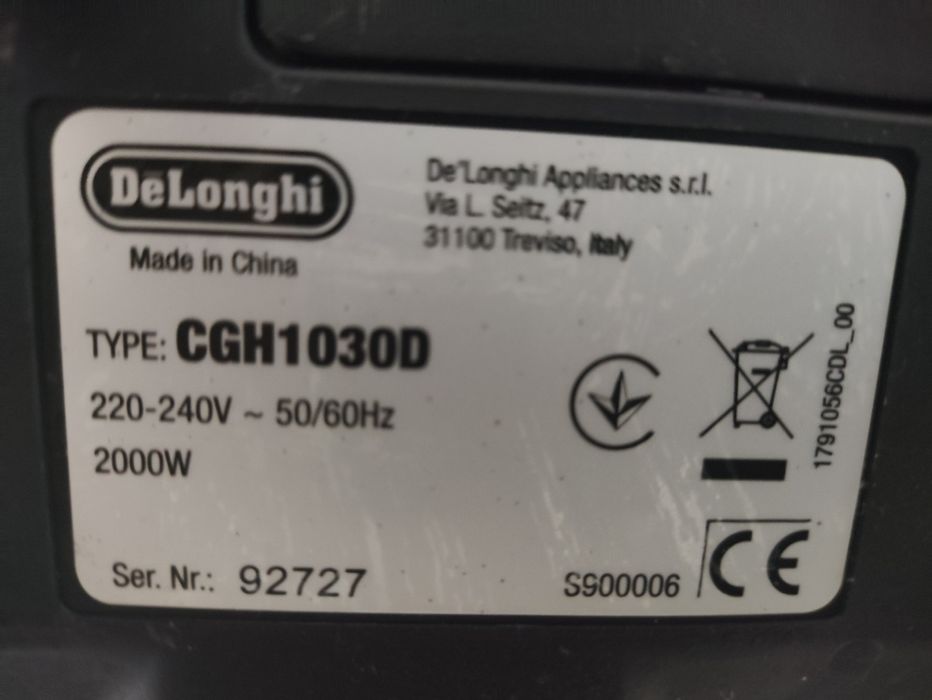 DeLonghi
Made in China
De'Longhi Appliances s.r.l.
Via L. Seitz, 47
31100 Treviso, Italy
TYPE: CGH1030D
220-240V ~ 50/60Hz
2000W
1791056CDL_00
Ser. Nr.: 92727
S900006
CE